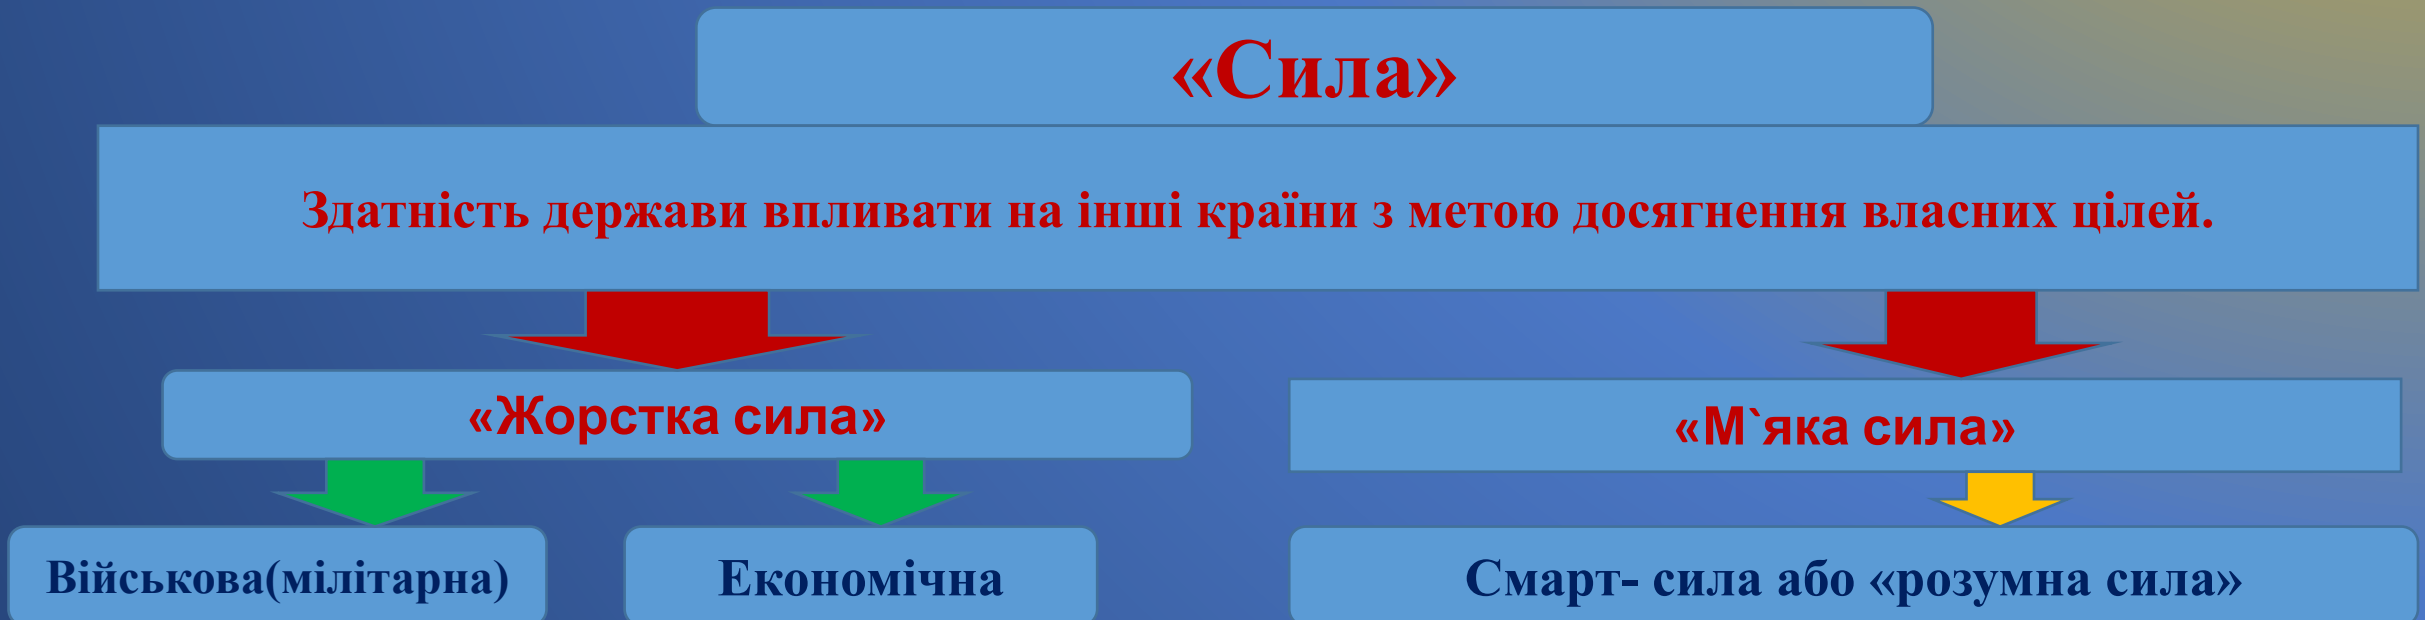 «Сила»
Здатність держави впливати на інші країни з метою досягнення власних цілей.
«Жорстка сила»
«М`яка сила»
Військова(мілітарна)
Економічна
Смарт- сила або «розумна сила»